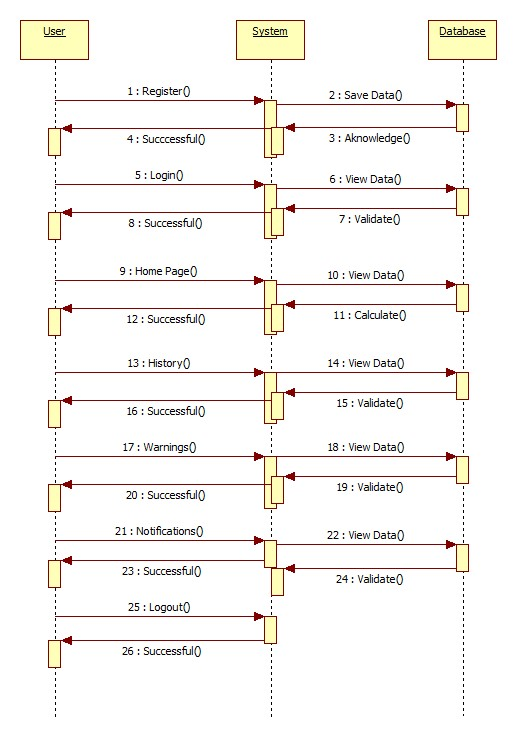 User System Database
1 : Register()
2 : Save Data()
3 : Aknowledge()
4 : Succcessful()
5 : Login()
6 : View Data()
7 : Validate()
8 : Successful()
9 : Home Page()
10 : View Data()
11 : Calculate()
12 : Successful()
13 : History()
14 : View Data()
15 : Validate()
16 : Successful()
17 : Warnings()
18 : View Data()
19 : Validate()
20 : Successful()
21 : Notifications()
22 : View Data()
23 : Successful()
24 : Validate()
25 : Logout()
26 : Successful()